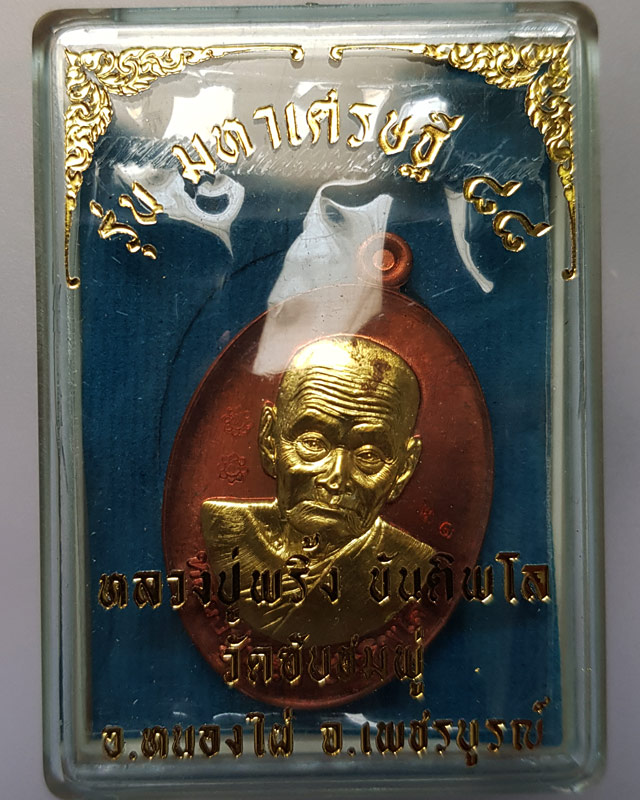 รุ่น มหาเศรษฐี ๙๙
หลวงปู่พริ้ง ขันติพโล
วัดซับชมพู่
อ.หนองไผ่ จ.เพชรบูรณ์